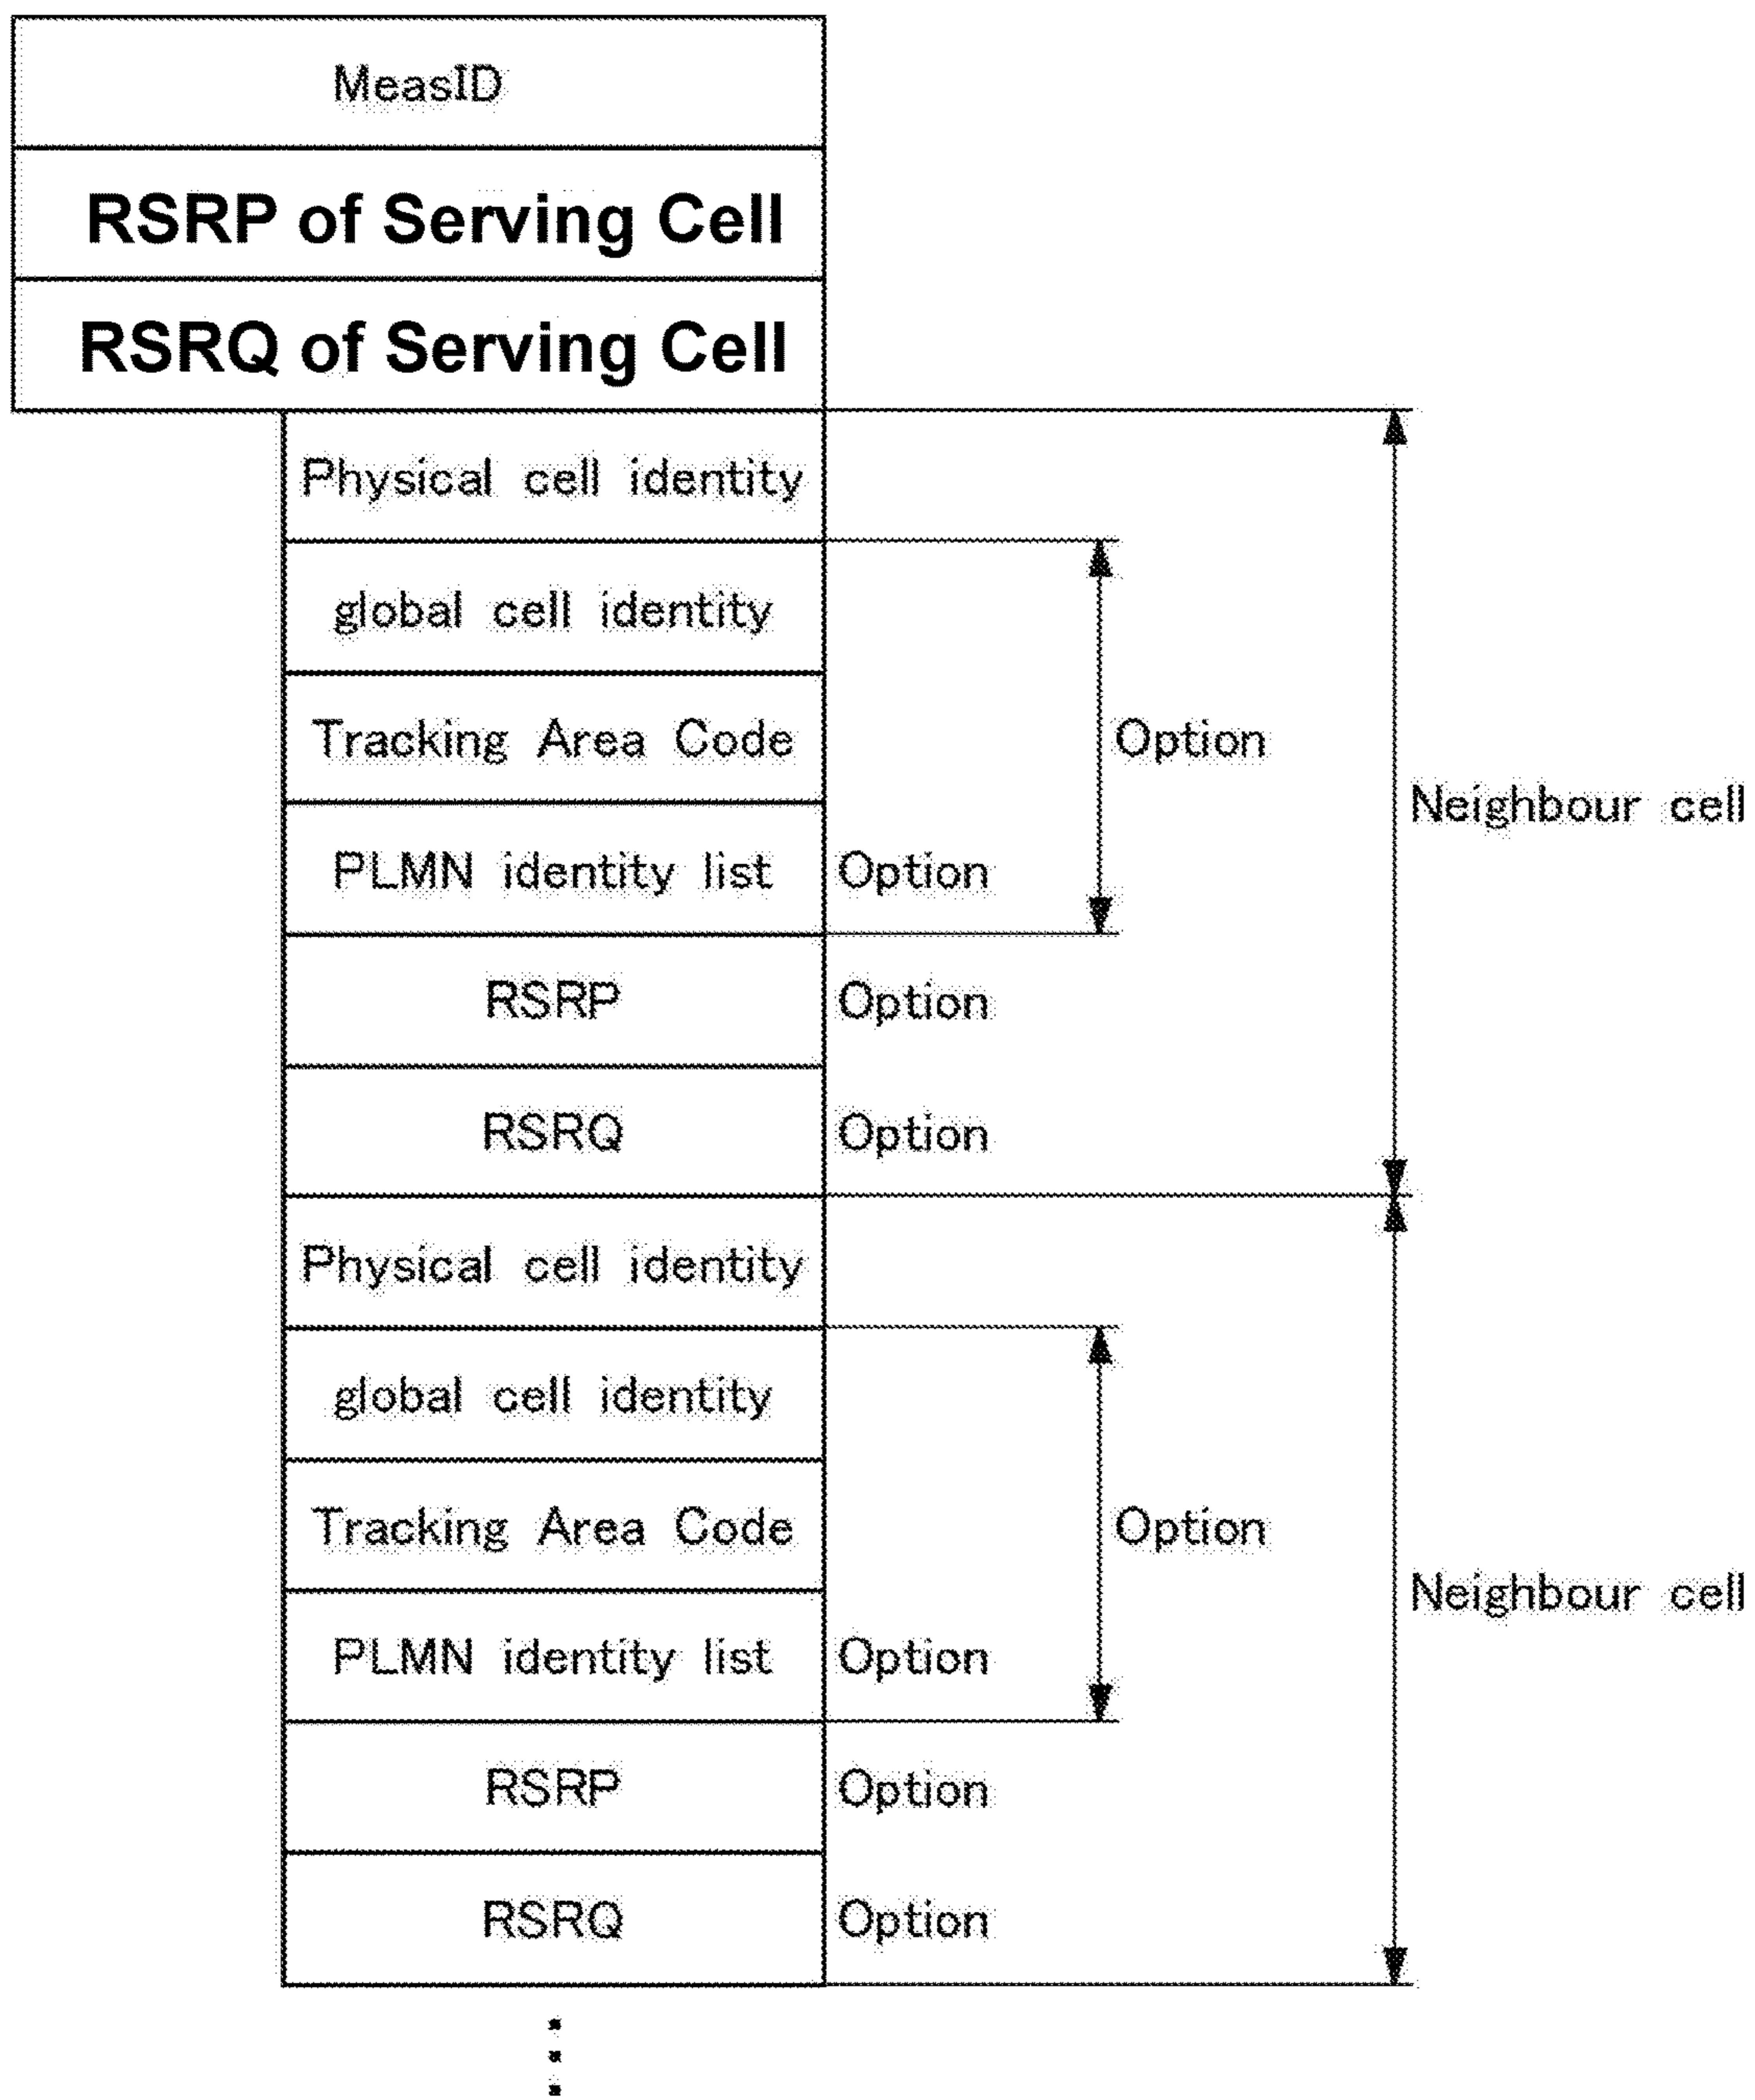 MeasID
RSRP of Serving Cell
RSRQ of Serving Cell
Physical cell identity
global cell identity
Tracking Area Code
Option
Neighbour cell
PLMN identity list
Option
RSRP
Option
RSRQ
Option
Physical cell identity
global cell identity
Tracking Area Code
Option
Neighbour cell
PLMN identity list
Option
RSRP
Option
RSRQ
Option